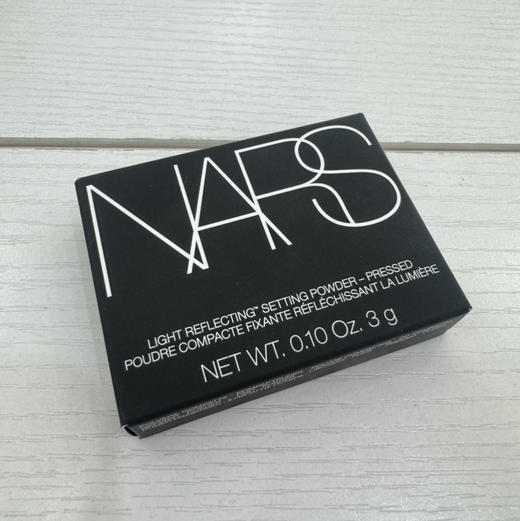 NARS
LIGHT REFLECTING™ SETTING POWDER – PRESSED
POUDRE COMPACTE FIXANTE RÉFLÉCHISSANT LA LUMIÈRE
NET WT. 0.10 Oz. 3 g